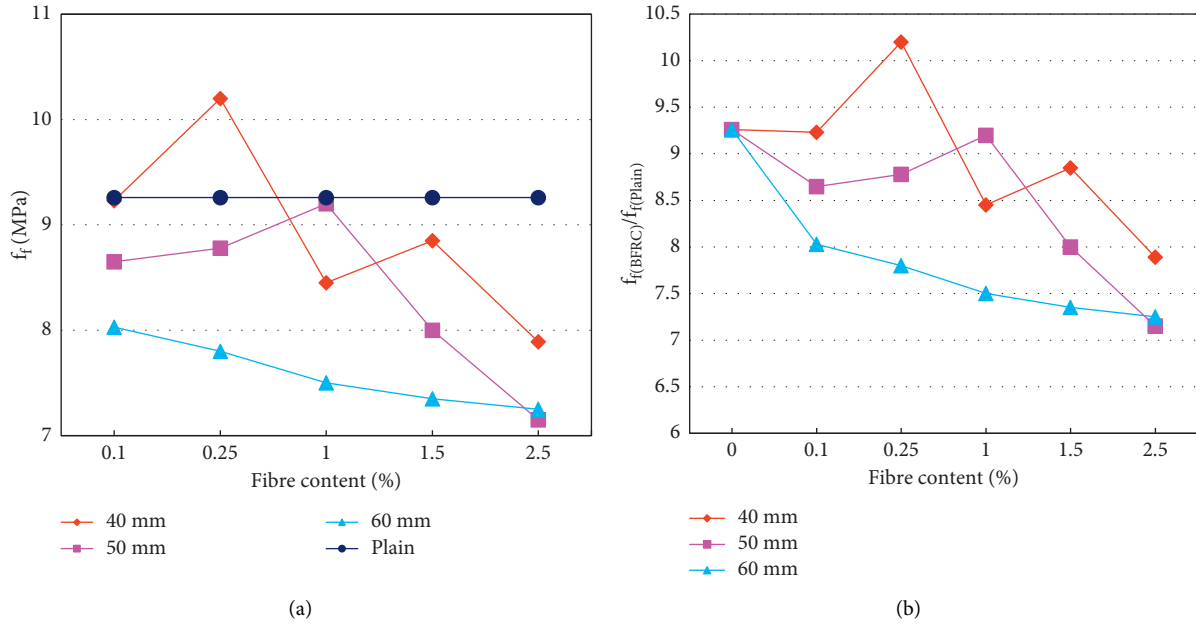 11
10
9
8
7
f_f (MPa)
0.1 0.25 1 1.5 2.5
Fibre content (%)
40 mm 60 mm
50 mm Plain
(a)
10.5
10
9.5
9
8.5
8
7.5
7
6.5
6
f_f(BFRC)/f_f(Plain)
0 0.1 0.25 1 1.5 2.5
Fibre content (%)
40 mm
50 mm
60 mm
(b)